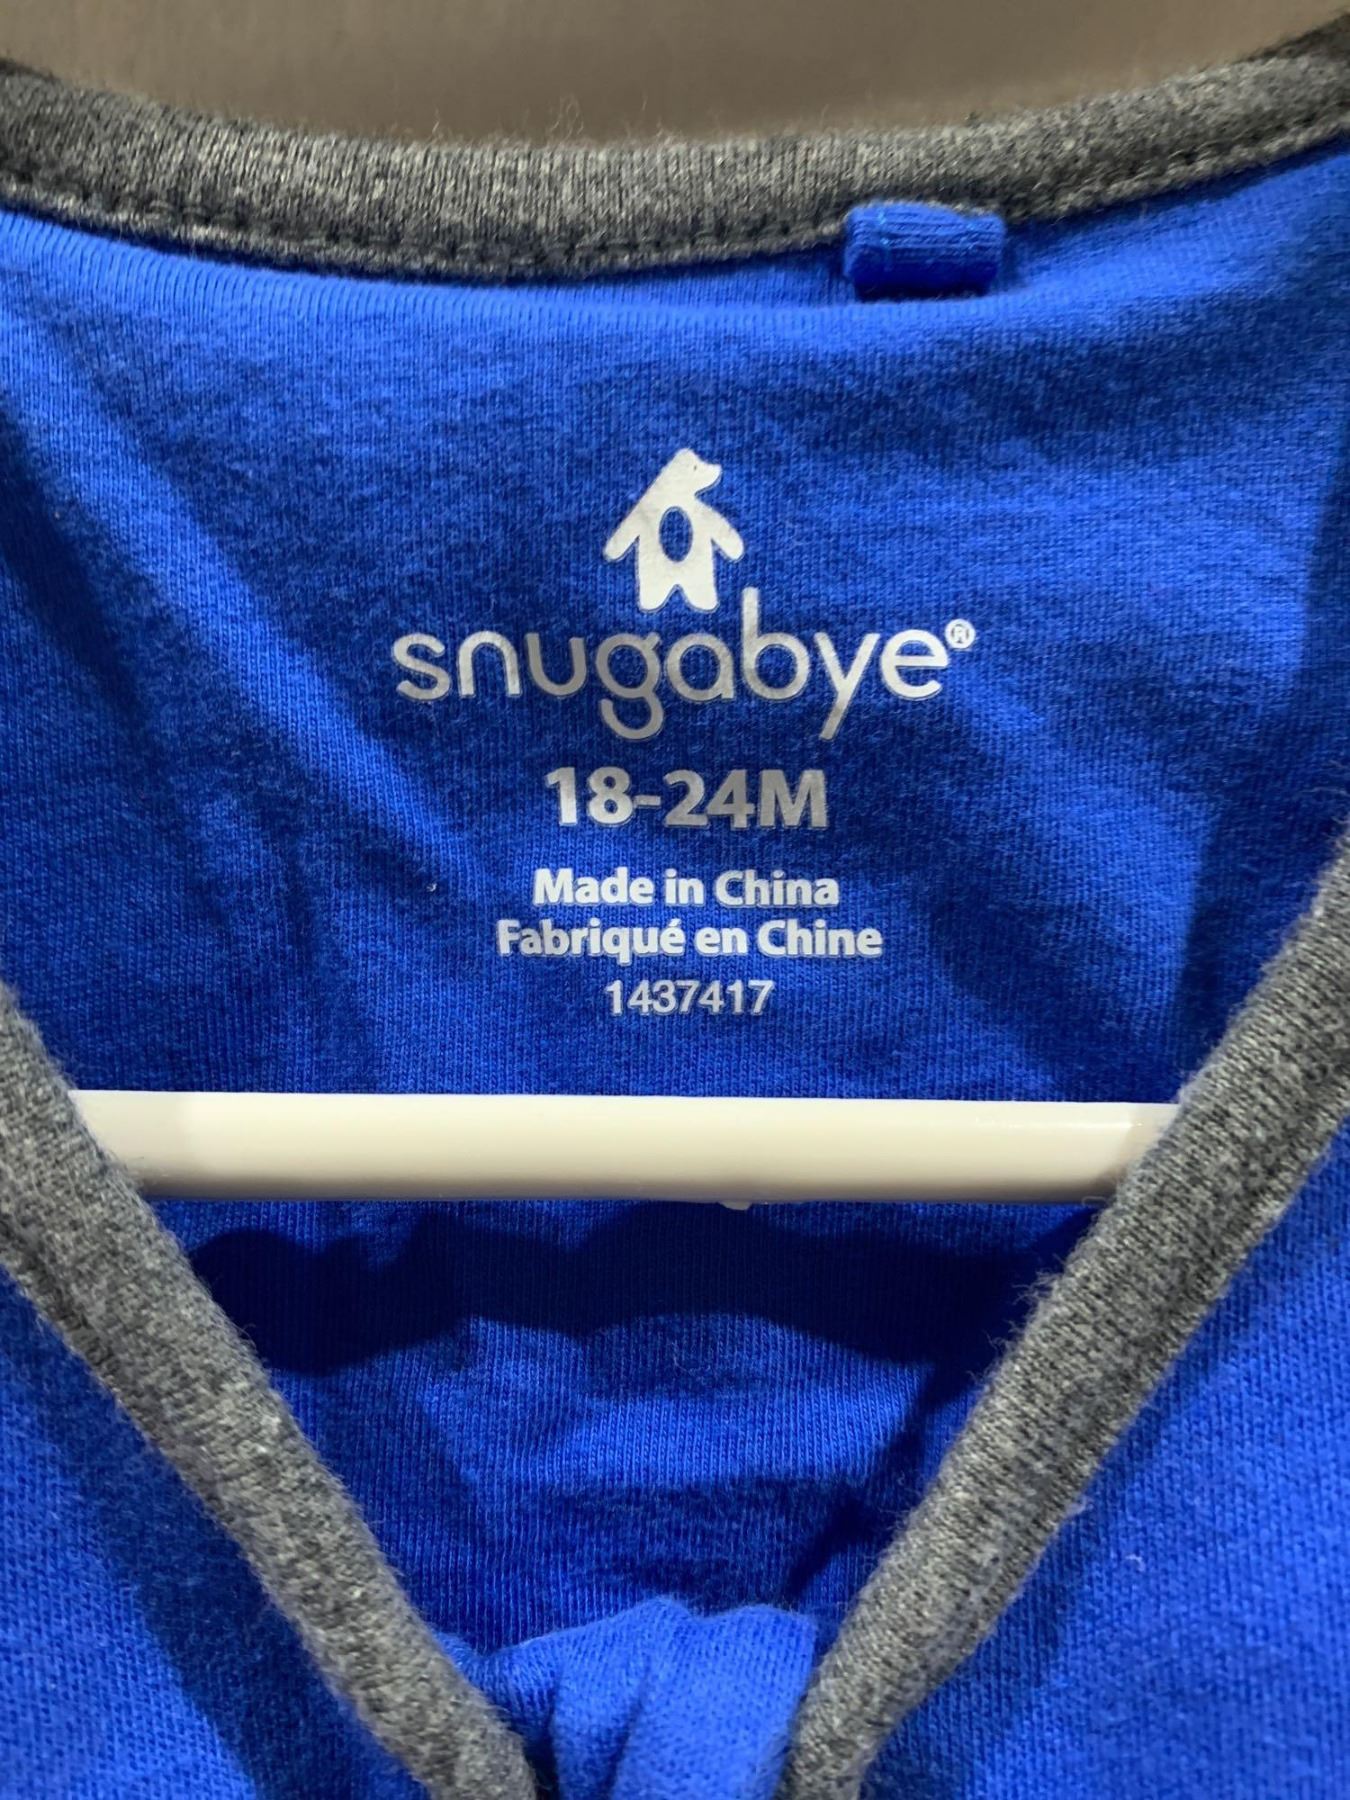 snugabye®
18-24M
Made in China
Fabriqué en Chine
1437417